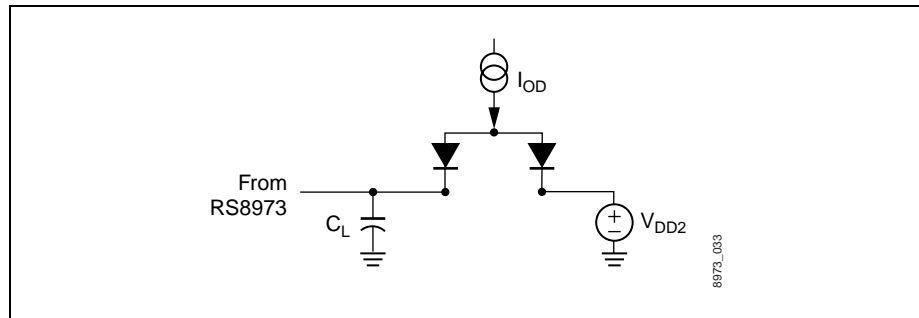 I_OD
From
RS8973
C_L
+
−
V_DD2
8973_033